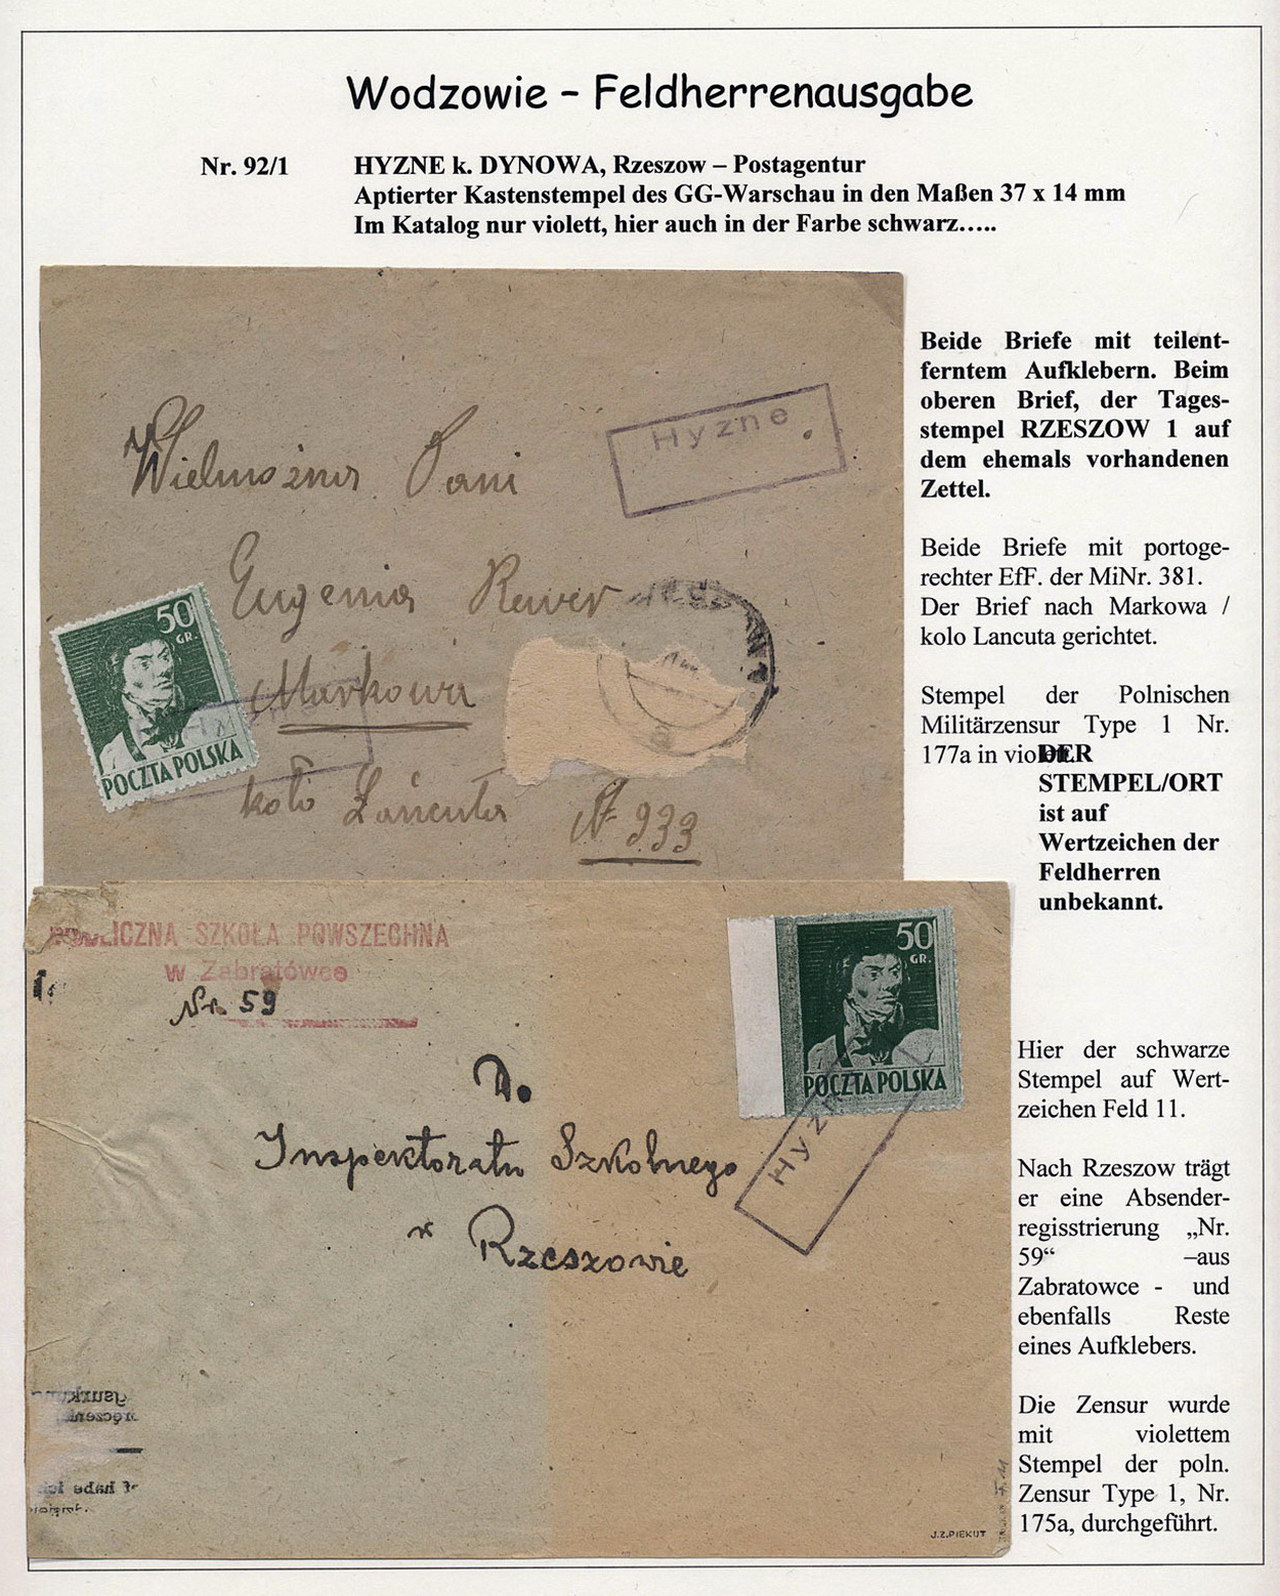 Wodzowie – Feldherrenausgabe
Nr. 92/1
HYZNE k. DYNOWA, Rzeszow – Postagentur
Aptierter Kastenstempel des GG-Warschau in den Maßen 37 x 14 mm
Im Katalog nur violett, hier auch in der Farbe schwarz…..
Beide Briefe mit teilent-
ferntem Aufklebern. Beim
oberen Brief, der Tages-
stempel RZESZOW 1 auf
dem ehemals vorhandenen
Zettel.
Beide Briefe mit portoge-
rechter EfF. der MiNr. 381.
Der Brief nach Markowa /
kolo Lancuta gerichtet.
Stempel der Polnischen
Militärzensur Type 1 Nr.
177a in
DER
STEMPEL/ORT
ist auf
Wertzeichen der
Feldherren
unbekannt.
Hyzne
Wielmożna Pani
Eugenia
Markowa
koło Łańcuta
№ 933
50
GR.
POCZTA POLSKA
ICZNA SZKOŁA POWSZECHNA
w Zabratówce
Nr. 59
50
GR.
POCZTA POLSKA
Do
Inspektoratu Szkolnego
w Rzeszowie
J.Z.PIEKUT
Hier der schwarze
Stempel auf Wert-
zeichen Feld 11.
Nach Rzeszow trägt
er eine Absender-
regisstrierung „Nr.
59“ –aus
Zabratowce - und
ebenfalls Reste
eines Aufklebers.
Die Zensur wurde
mit violettem
Stempel der poln.
Zensur Type 1, Nr.
175a, durchgeführt.